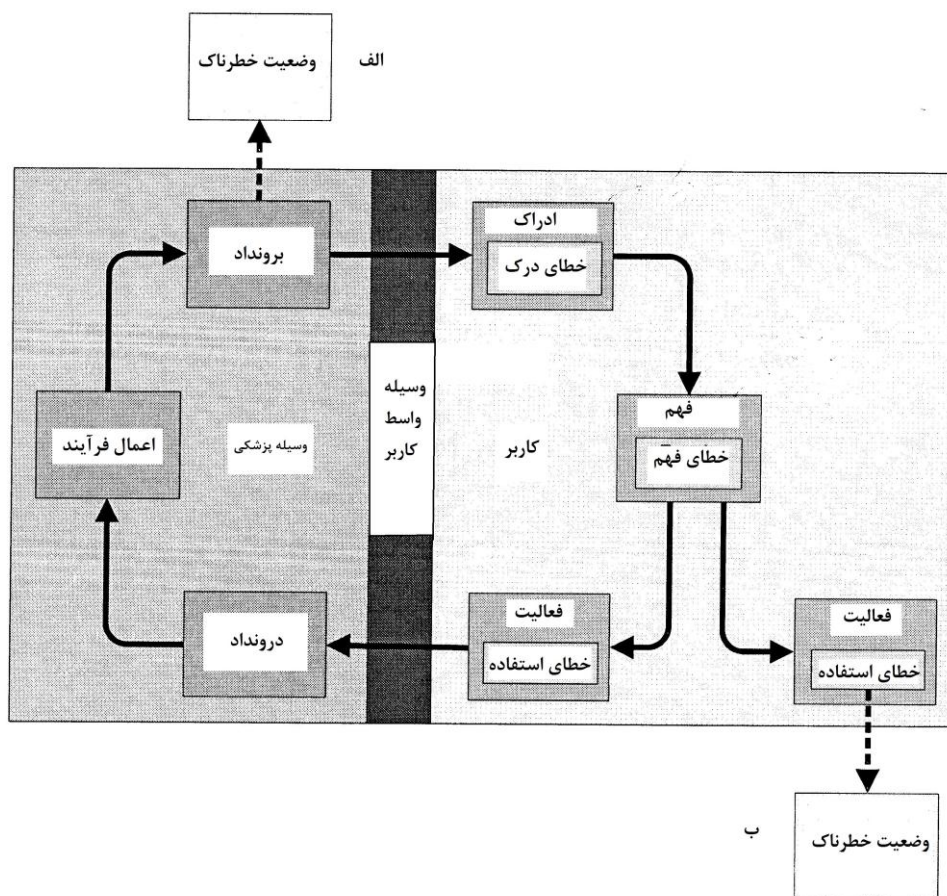 الف
وضعیت خطرناک
ادراک
خطای درک
برونداد
فهم
خطای فهم
وسیله
واسط
کاربر
کاربر
وسیله پزشکی
اعمال فرآیند
فعالیت
خطای استفاده
فعالیت
خطای استفاده
درونداد
وضعیت خطرناک
ب